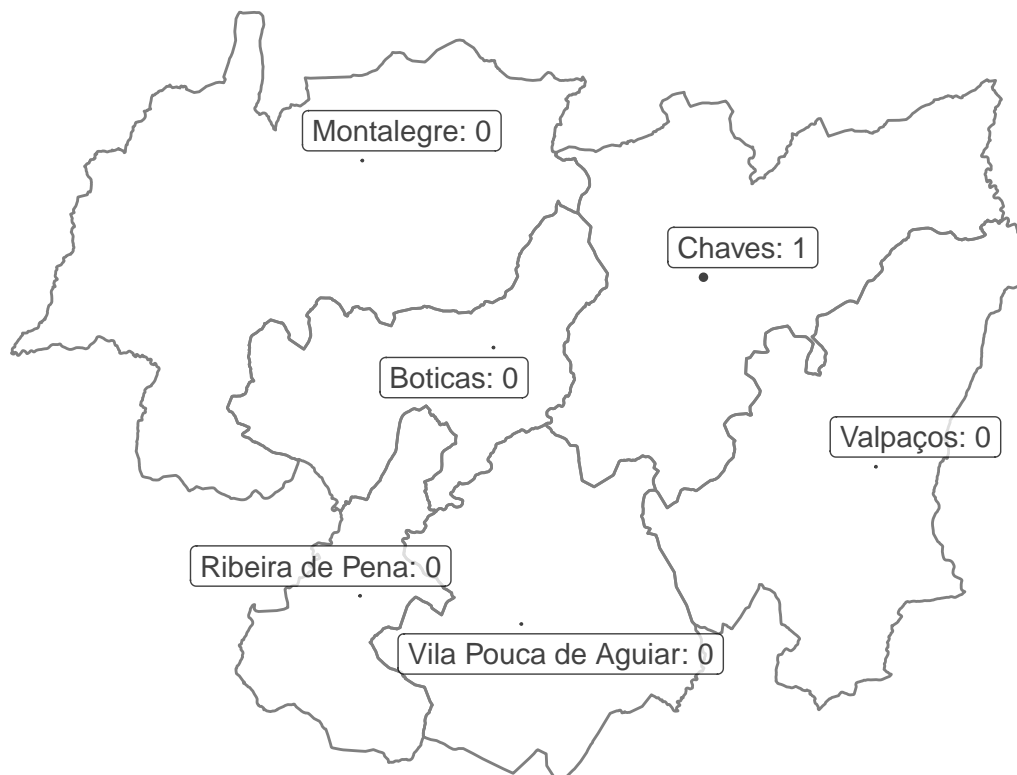 Montalegre: 0
Chaves: 1
Boticas: 0
Valpaços: 0
Ribeira de Pena: 0
Vila Pouca de Aguiar: 0